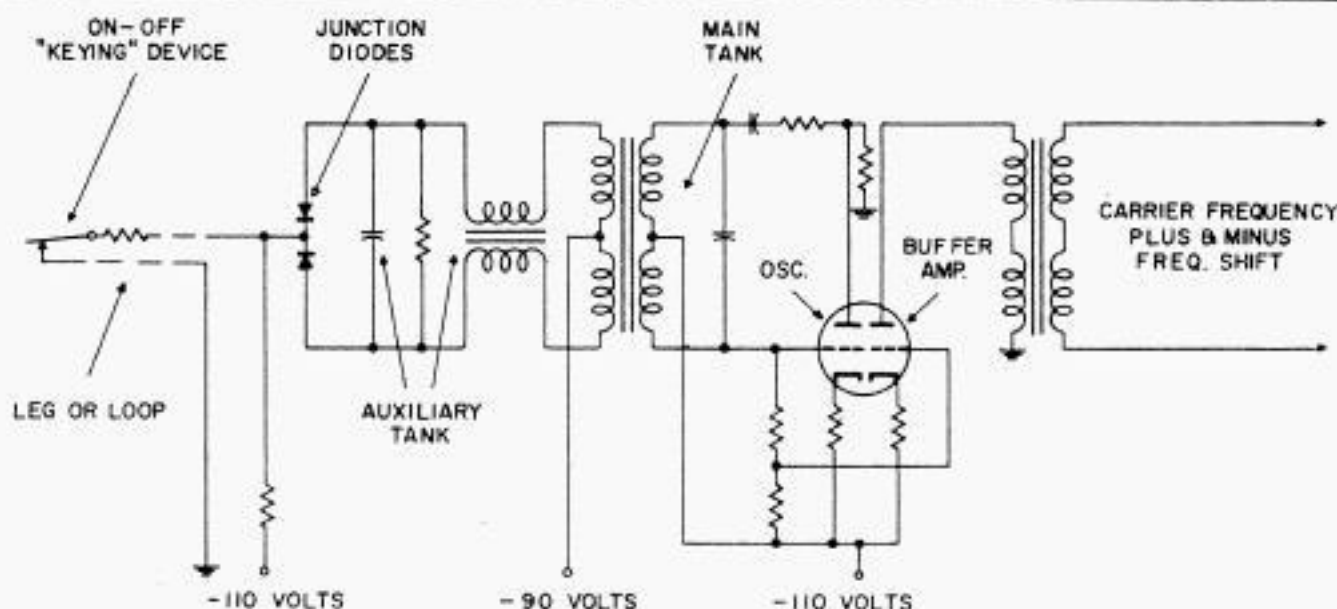 ON-OFF
"KEYING" DEVICE
JUNCTION
DIODES
MAIN
TANK
CARRIER FREQUENCY
PLUS & MINUS
FREQ. SHIFT
OSC.
BUFFER
AMP.
LEG OR LOOP
AUXILIARY
TANK
-110 VOLTS
-90 VOLTS
-110 VOLTS